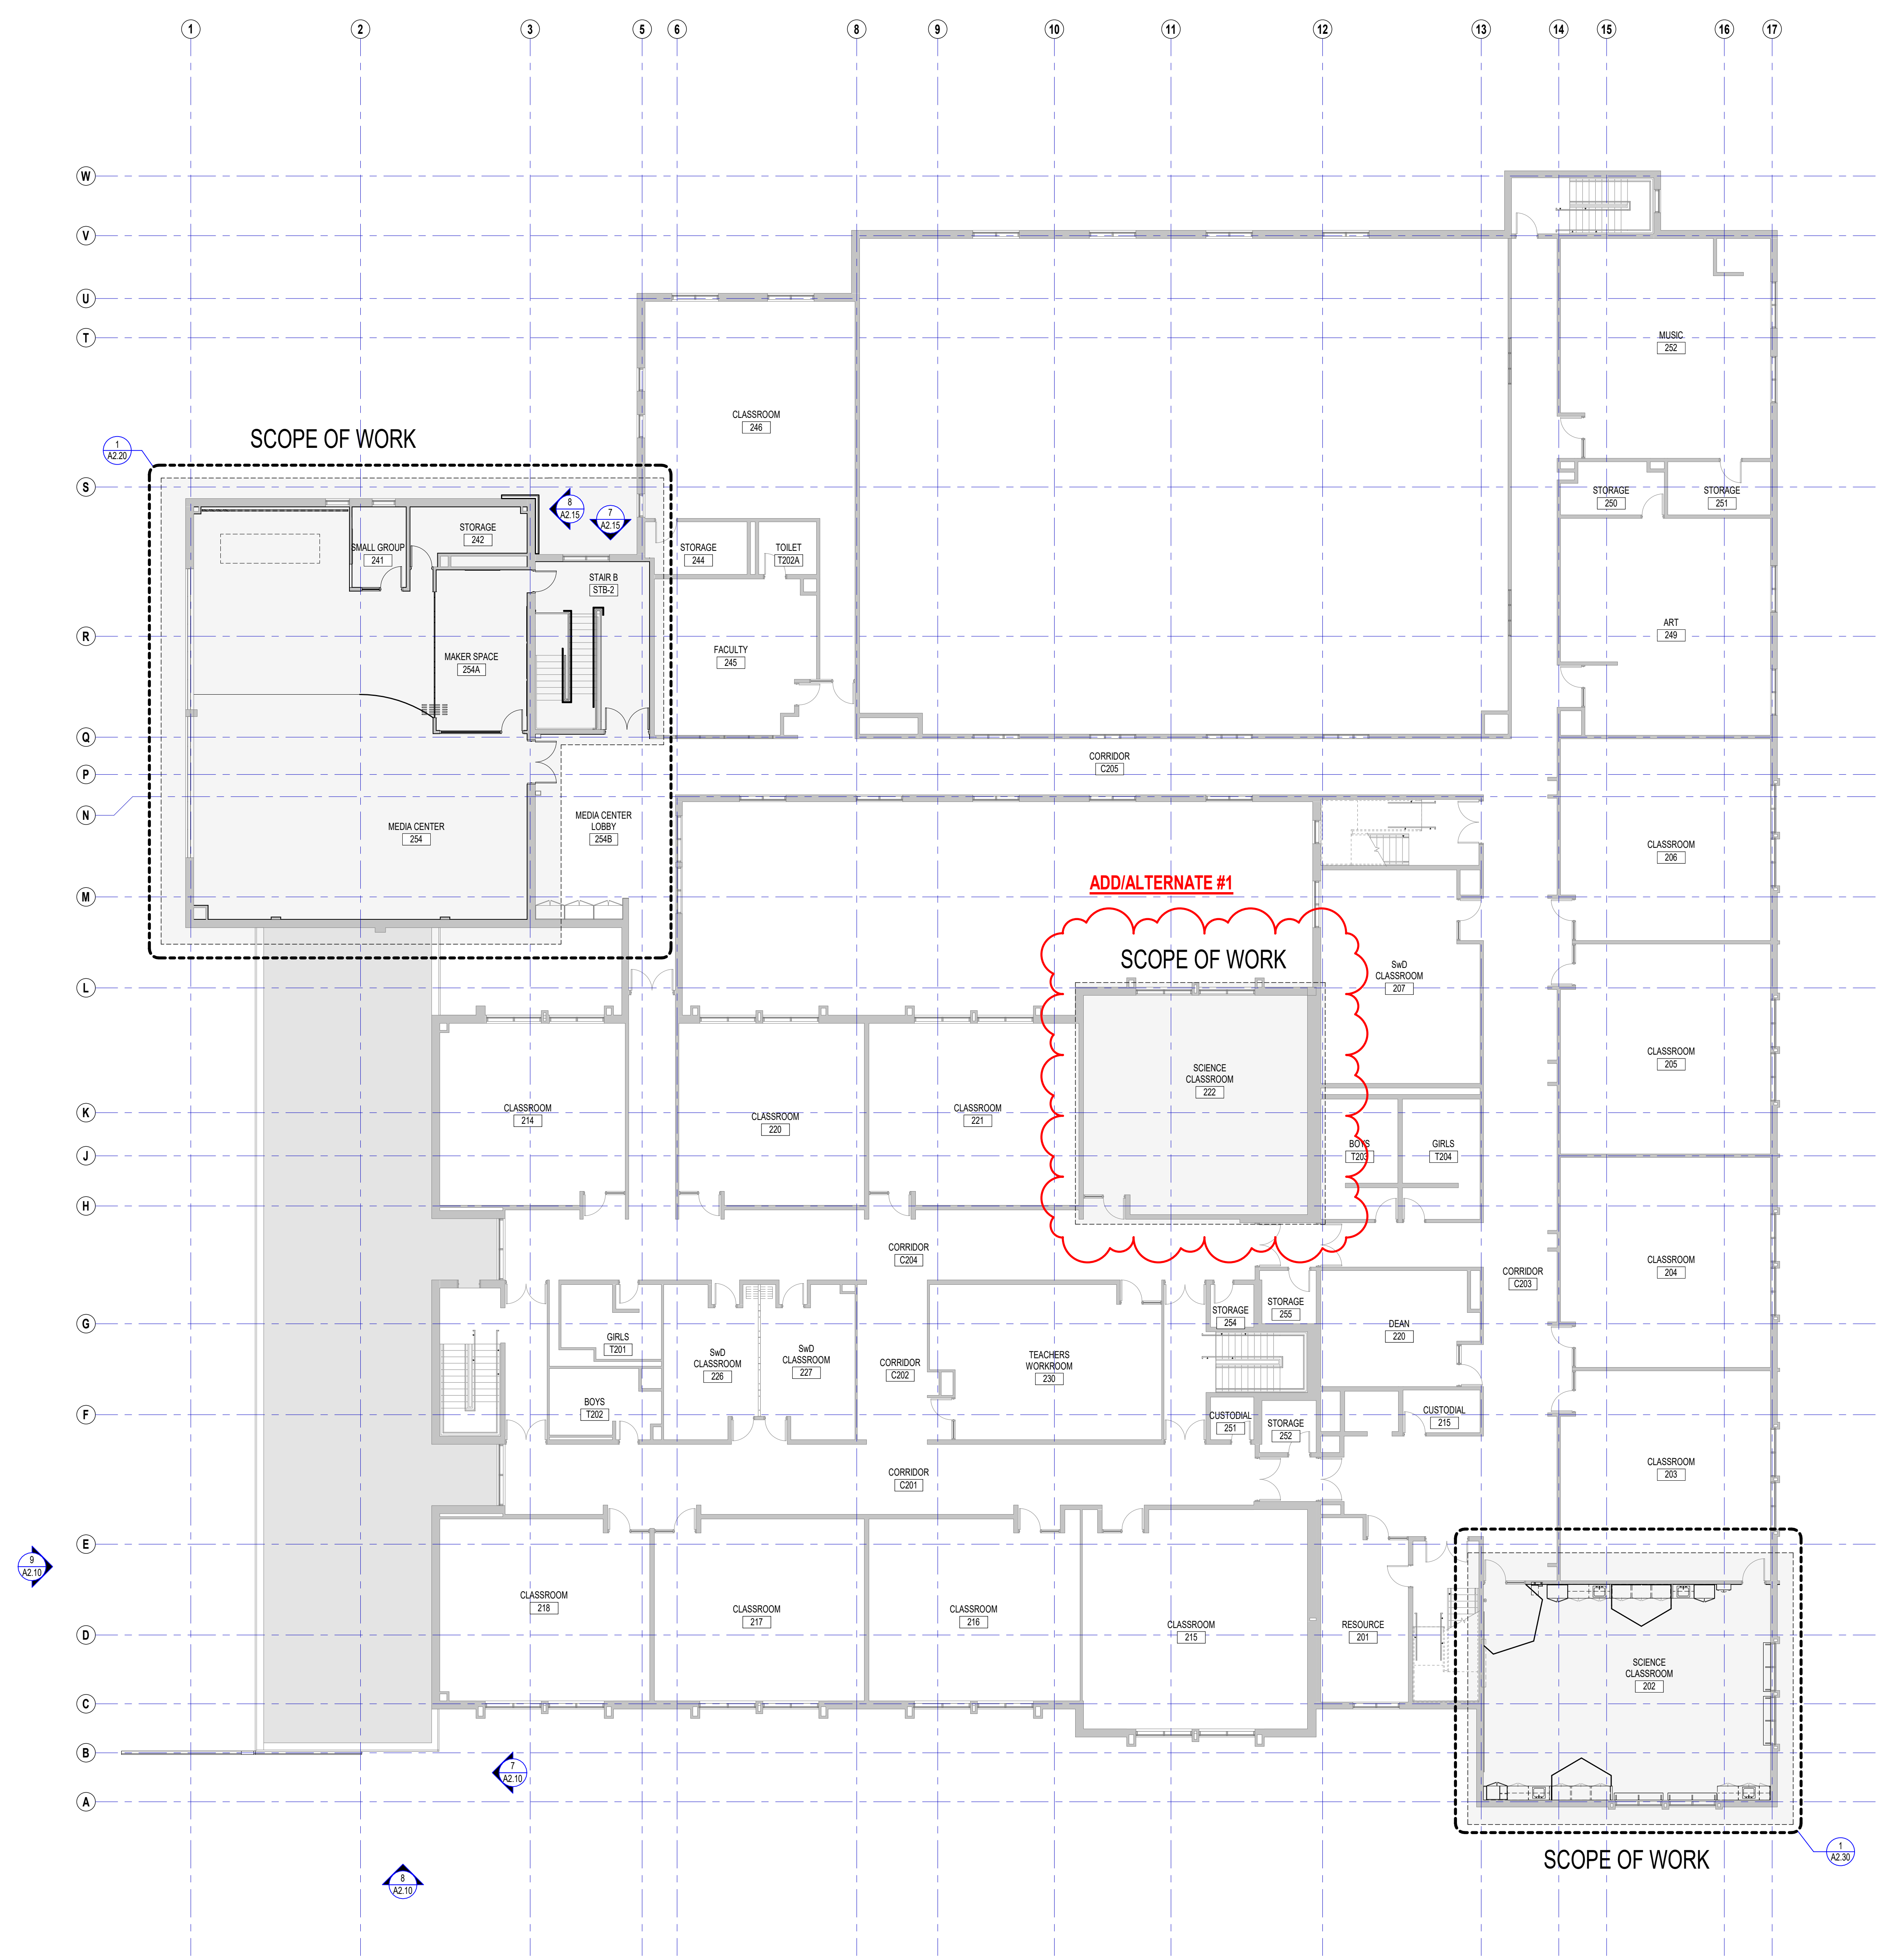 1 2 3 5 6 8 9 10 11 12 13 14 15 16 17
W
V
U
T
MUSIC
252
CLASSROOM
246
SCOPE OF WORK
1
A2.20
S
STORAGE
250
STORAGE
251
8
A2.15
7
A2.15
STORAGE
242
SMALL GROUP
241
STORAGE
244
TOILET
T202A
STAIR B
STB-2
ART
249
R
FACULTY
245
MAKER SPACE
254A
Q
CORRIDOR
C205
P
N
MEDIA CENTER
LOBBY
254B
MEDIA CENTER
254
CLASSROOM
206
ADD/ALTERNATE #1
M
SCOPE OF WORK
SwD
CLASSROOM
207
L
CLASSROOM
205
SCIENCE
CLASSROOM
222
CLASSROOM
214
CLASSROOM
220
CLASSROOM
221
K
BOYS
T203
GIRLS
T204
J
H
CORRIDOR
C204
CLASSROOM
204
CORRIDOR
C203
STORAGE
254
STORAGE
255
DEAN
220
G
GIRLS
T201
SwD
CLASSROOM
226
SwD
CLASSROOM
227
CORRIDOR
C202
TEACHERS
WORKROOM
230
BOYS
T202
F
CUSTODIAL
251
STORAGE
252
CUSTODIAL
215
CORRIDOR
C201
CLASSROOM
203
E
9
A2.10
CLASSROOM
218
CLASSROOM
217
CLASSROOM
216
CLASSROOM
215
RESOURCE
201
D
SCIENCE
CLASSROOM
202
C
B
7
A2.10
A
SCOPE OF WORK
1
A2.30
8
A2.10